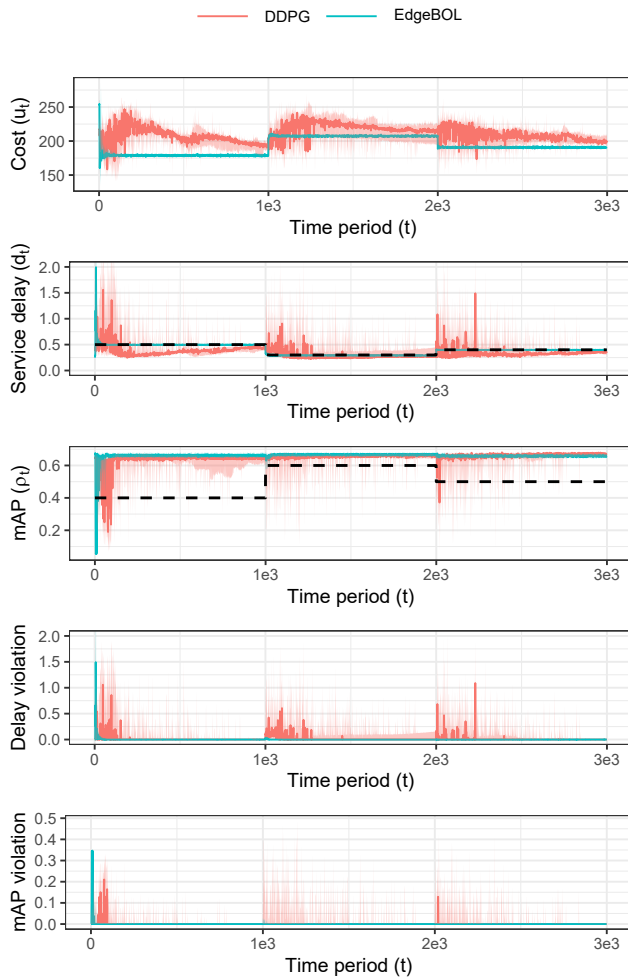 DDPG EdgeBOL
Cost (uₜ)
250
200
150
0 1e3 2e3 3e3
Time period (t)
Service delay (dₜ)
2.0
1.5
1.0
0.5
0.0
0 1e3 2e3 3e3
Time period (t)
mAP (ρₜ)
0.6
0.4
0.2
0 1e3 2e3 3e3
Time period (t)
Delay violation
2.0
1.5
1.0
0.5
0.0
0 1e3 2e3 3e3
Time period (t)
mAP violation
0.5
0.4
0.3
0.2
0.1
0.0
0 1e3 2e3 3e3
Time period (t)